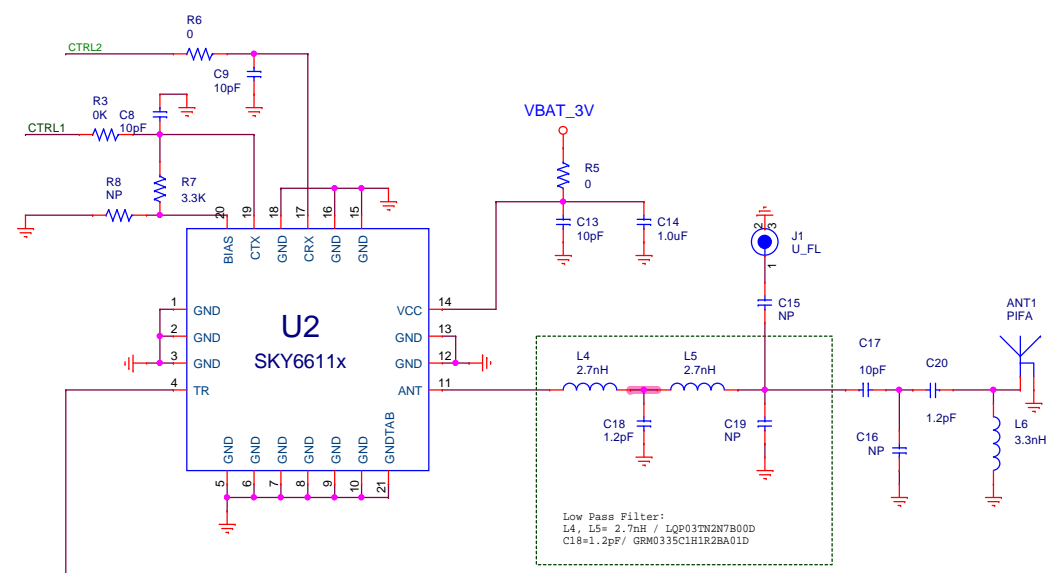 R6
0
CTRL2
C9
10pF
R3
0K
C8
10pF
CTRL1
VBAT_3V
R5
0
R8
NP
R7
3.3K
20
19
18
17
16
15
C13
10pF
C14
1.0uF
2
3
J1
U_FL
1
BIAS
CTX
GND
CRX
GND
GND
1
GND
VCC
14
C15
NP
ANT1
PIFA
2
GND
U2
GND
13
3
GND
SKY6611x
GND
12
L4
2.7nH
L5
2.7nH
C17
10pF
C20
4
TR
ANT
11
1.2pF
C18
1.2pF
C19
NP
C16
NP
L6
3.3nH
GND
GND
GND
GND
GND
GND
GNDTAB
5
6
7
8
9
10
21
Low Pass Filter:
L4, L5= 2.7nH / LQP03TN2N7B00D
C18=1.2pF/ GRM0335C1H1R2BA01D